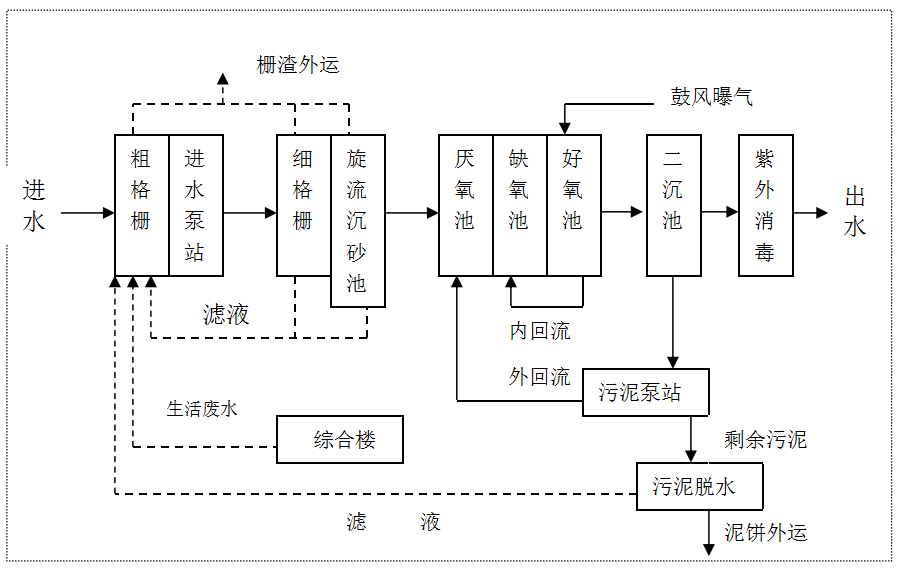 栅渣外运
鼓风曝气
进水
粗格栅
进水泵站
细格栅
旋流沉砂池
厌氧池
缺氧池
好氧池
二沉池
紫外消毒
出水
滤液
内回流
外回流
污泥泵站
生活废水
综合楼
剩余污泥
污泥脱水
滤 液
泥饼外运